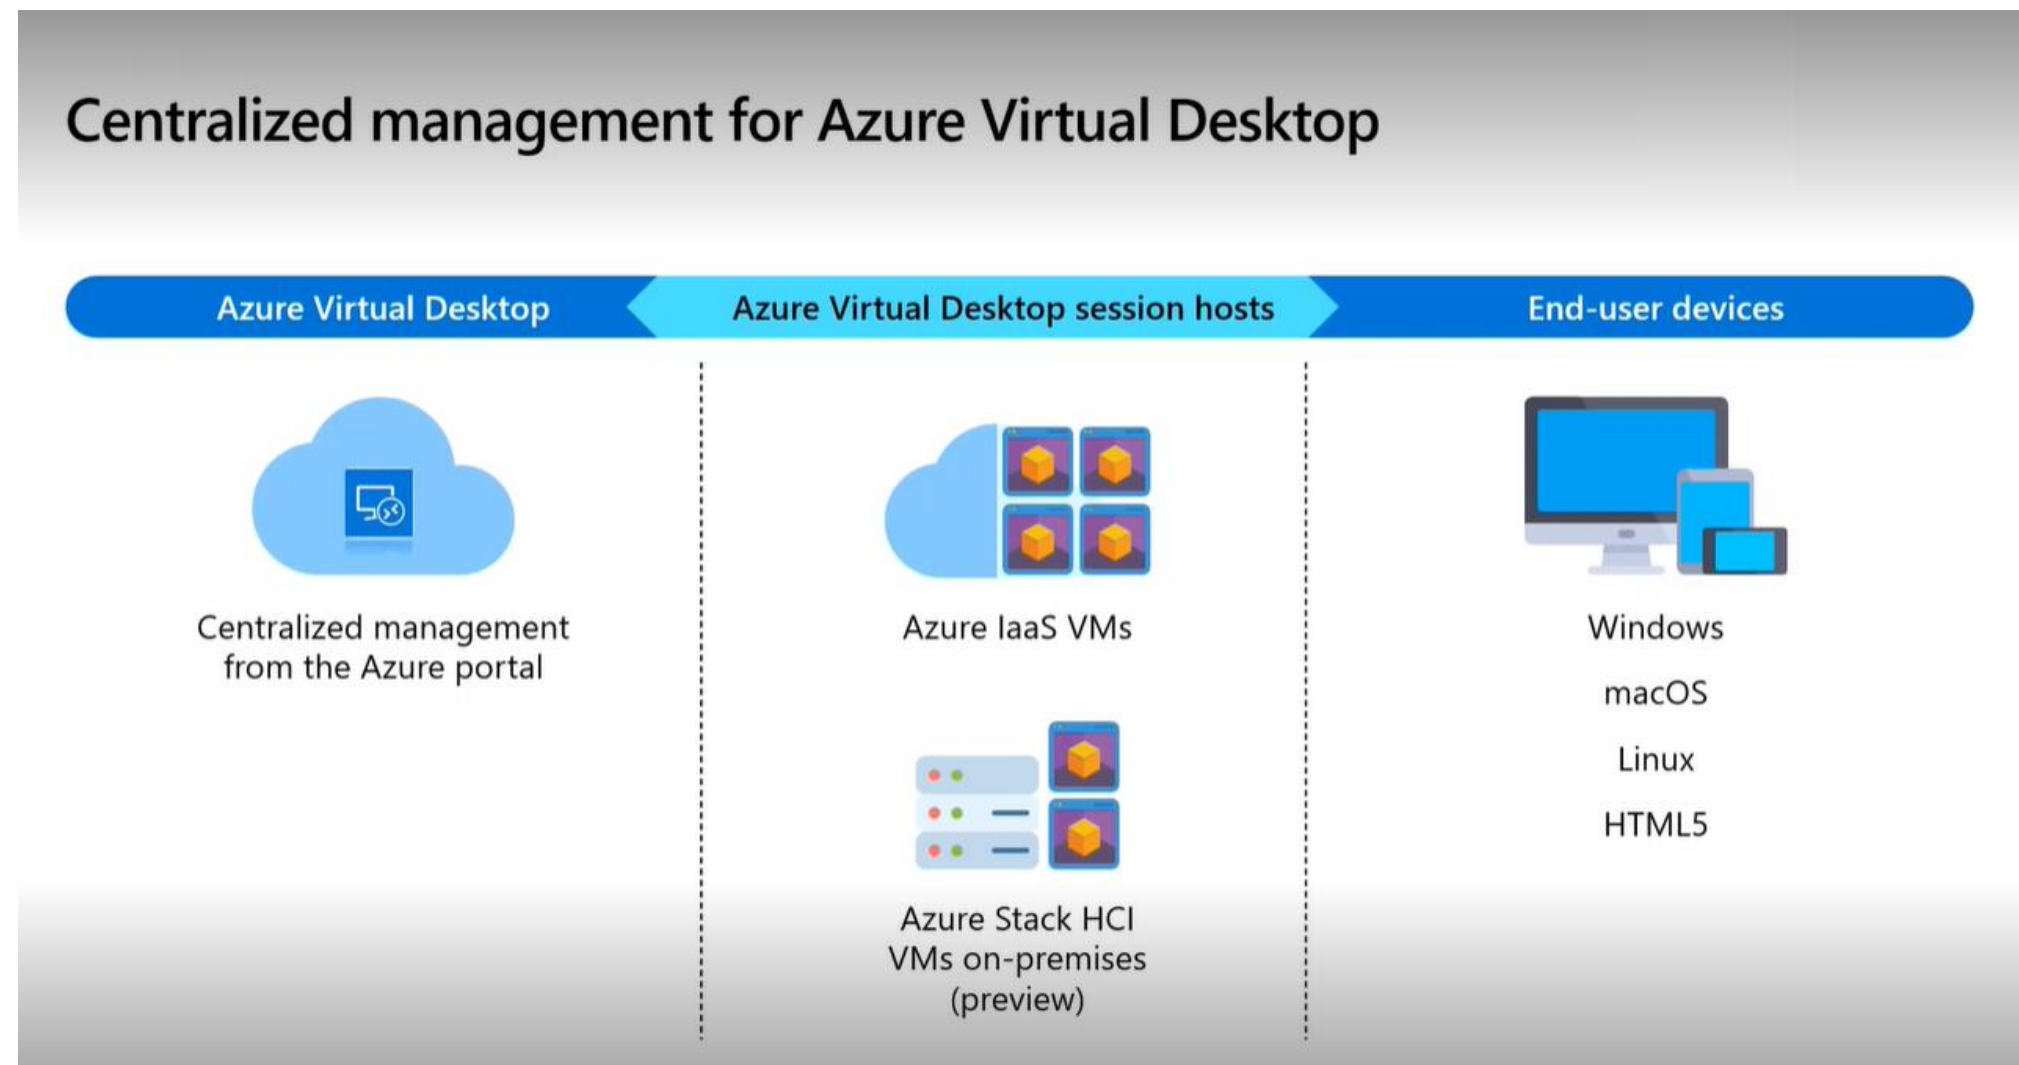 Centralized management for Azure Virtual Desktop
Azure Virtual Desktop
Azure Virtual Desktop session hosts
End-user devices
Centralized management
from the Azure portal
Azure IaaS VMs
Azure Stack HCI
VMs on-premises
(preview)
Windows
macOS
Linux
HTML5